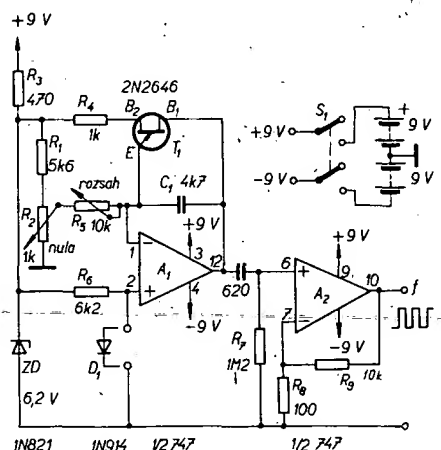 +9 V
R3
470
R4
1k
2N2646
B2
B1
E
T1
R1
5k6
R2
1k
nula
rozsah
R5
10k
C1 4k7
+9 V
3
1
2
A1
12
4
-9 V
R6
6k2
D1
ZD
6,2 V
620
R7
1M2
+9 V
6
9
10
A2
7
-9 V
R9
10k
R8
100
f
S1
+9 V
-9 V
+
9 V
9 V
1N821
1N914
1/2 747
1/2 747